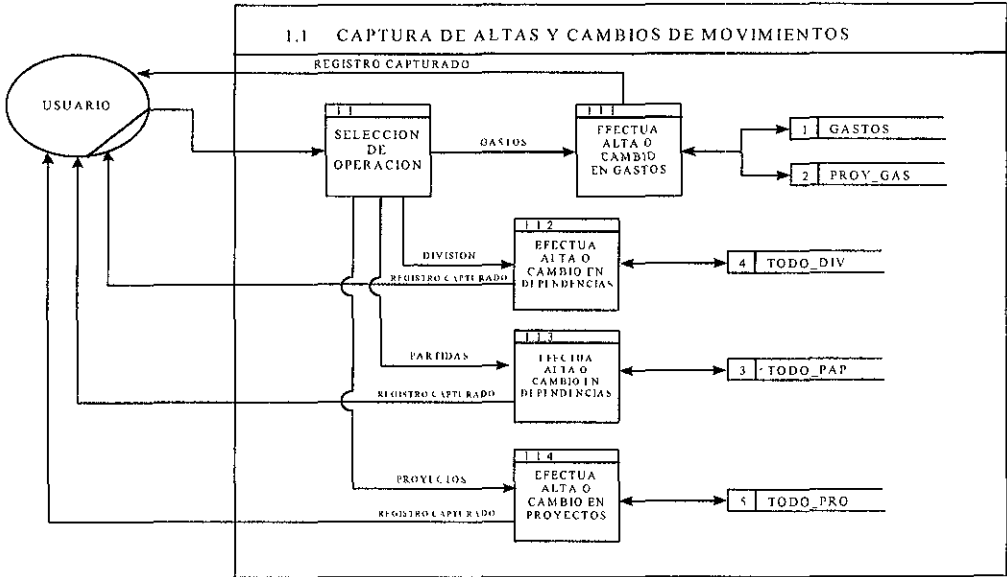 1.1 CAPTURA DE ALTAS Y CAMBIOS DE MOVIMIENTOS
REGISTRO CAPTURADO
USUARIO
1 1
SELECCION
DE
OPERACION
GASTOS
1 1 1
EFECTUA
ALTA O
CAMBIO
EN GASTOS
1 GASTOS
2 PROY_GAS
1 1 2
EFECTUA
ALTA O
CAMBIO EN
DEPENDENCIAS
DIVISION
REGISTRO CAPTURADO
4 TODO_DIV
1 1 3
EFECTUA
ALTA O
CAMBIO EN
DEPENDENCIAS
PARTIDAS
REGISTRO CAPTURADO
3 TODO_PAP
1 1 4
EFECTUA
ALTA O
CAMBIO EN
PROYECTOS
PROYECTOS
REGISTRO CAPTURADO
5 TODO_PRO